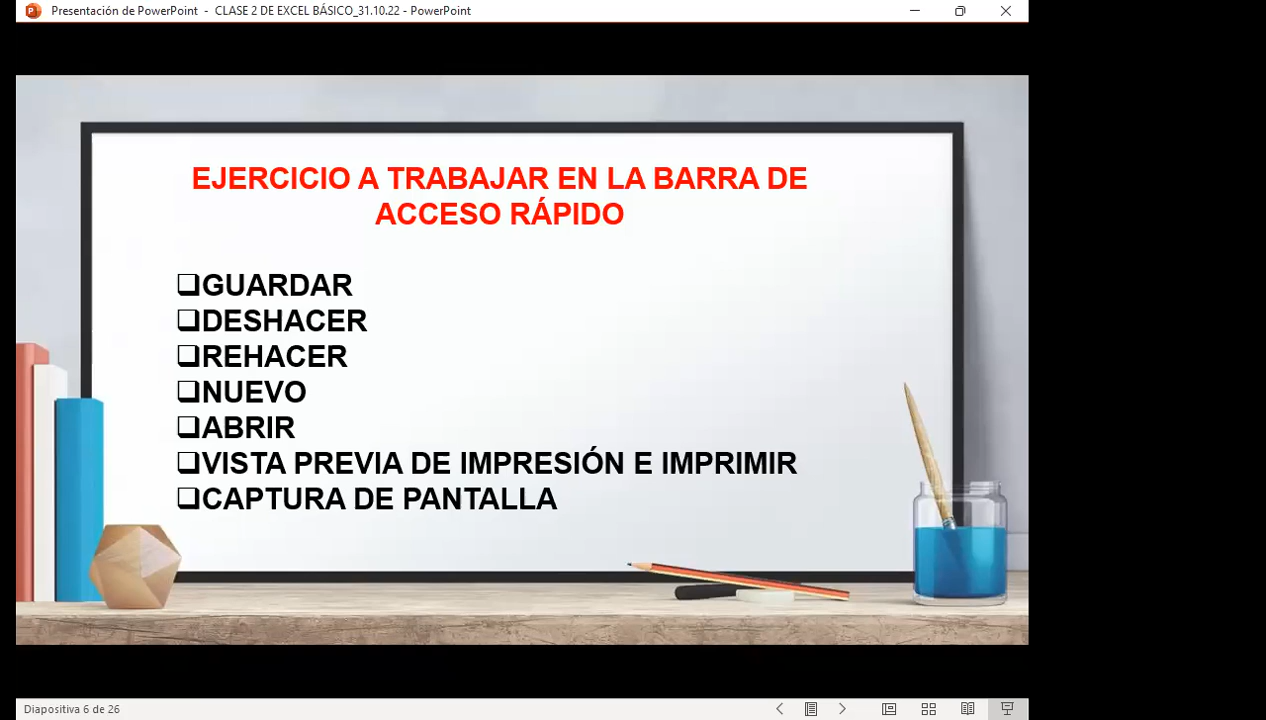 Presentación de PowerPoint - CLASE 2 DE EXCEL BÁSICO_31.10.22 - PowerPoint
EJERCICIO A TRABAJAR EN LA BARRA DE
ACCESO RÁPIDO
❑GUARDAR
❑DESHACER
❑REHACER
❑NUEVO
❑ABRIR
❑VISTA PREVIA DE IMPRESIÓN E IMPRIMIR
❑CAPTURA DE PANTALLA
Diapositiva 6 de 26